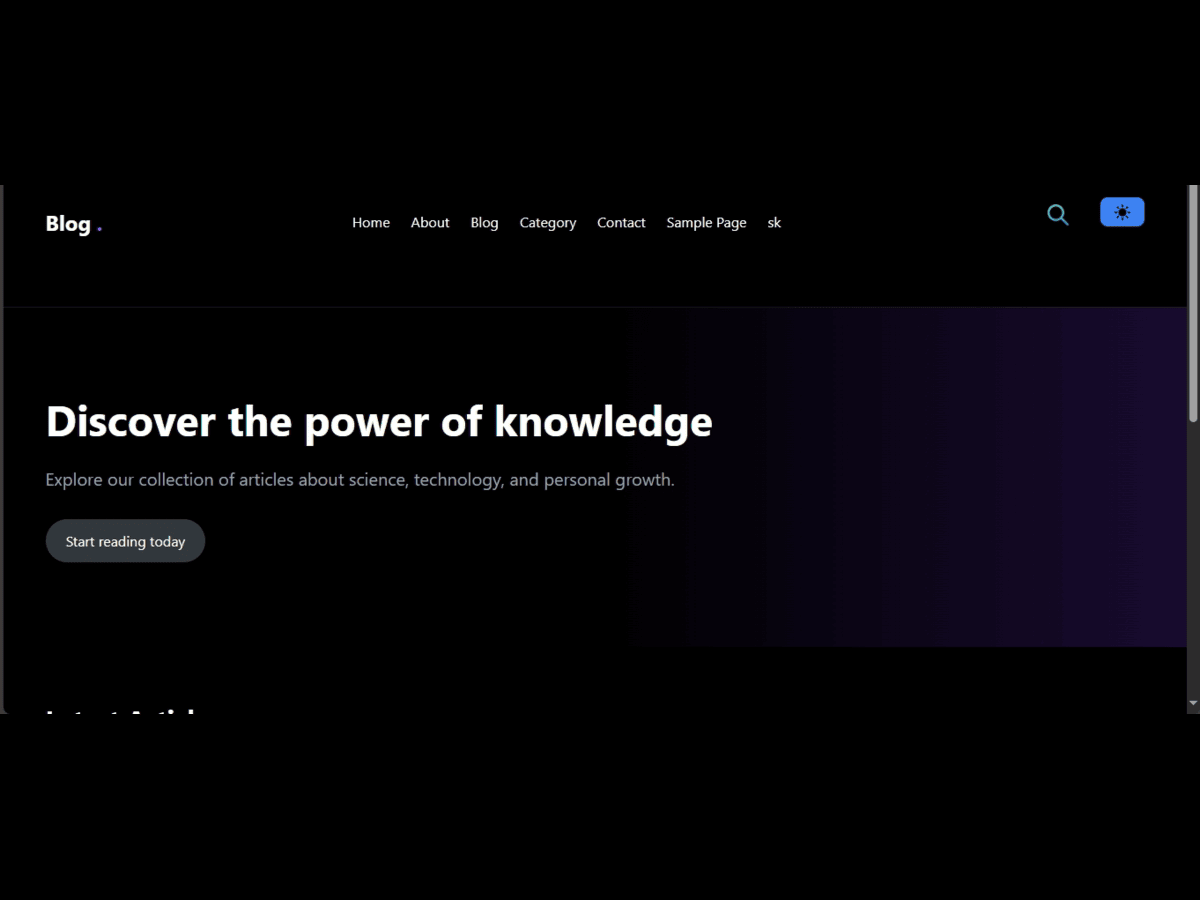 Blog .
Home About Blog Category Contact Sample Page sk
Discover the power of knowledge
Explore our collection of articles about science, technology, and personal growth.
Start reading today